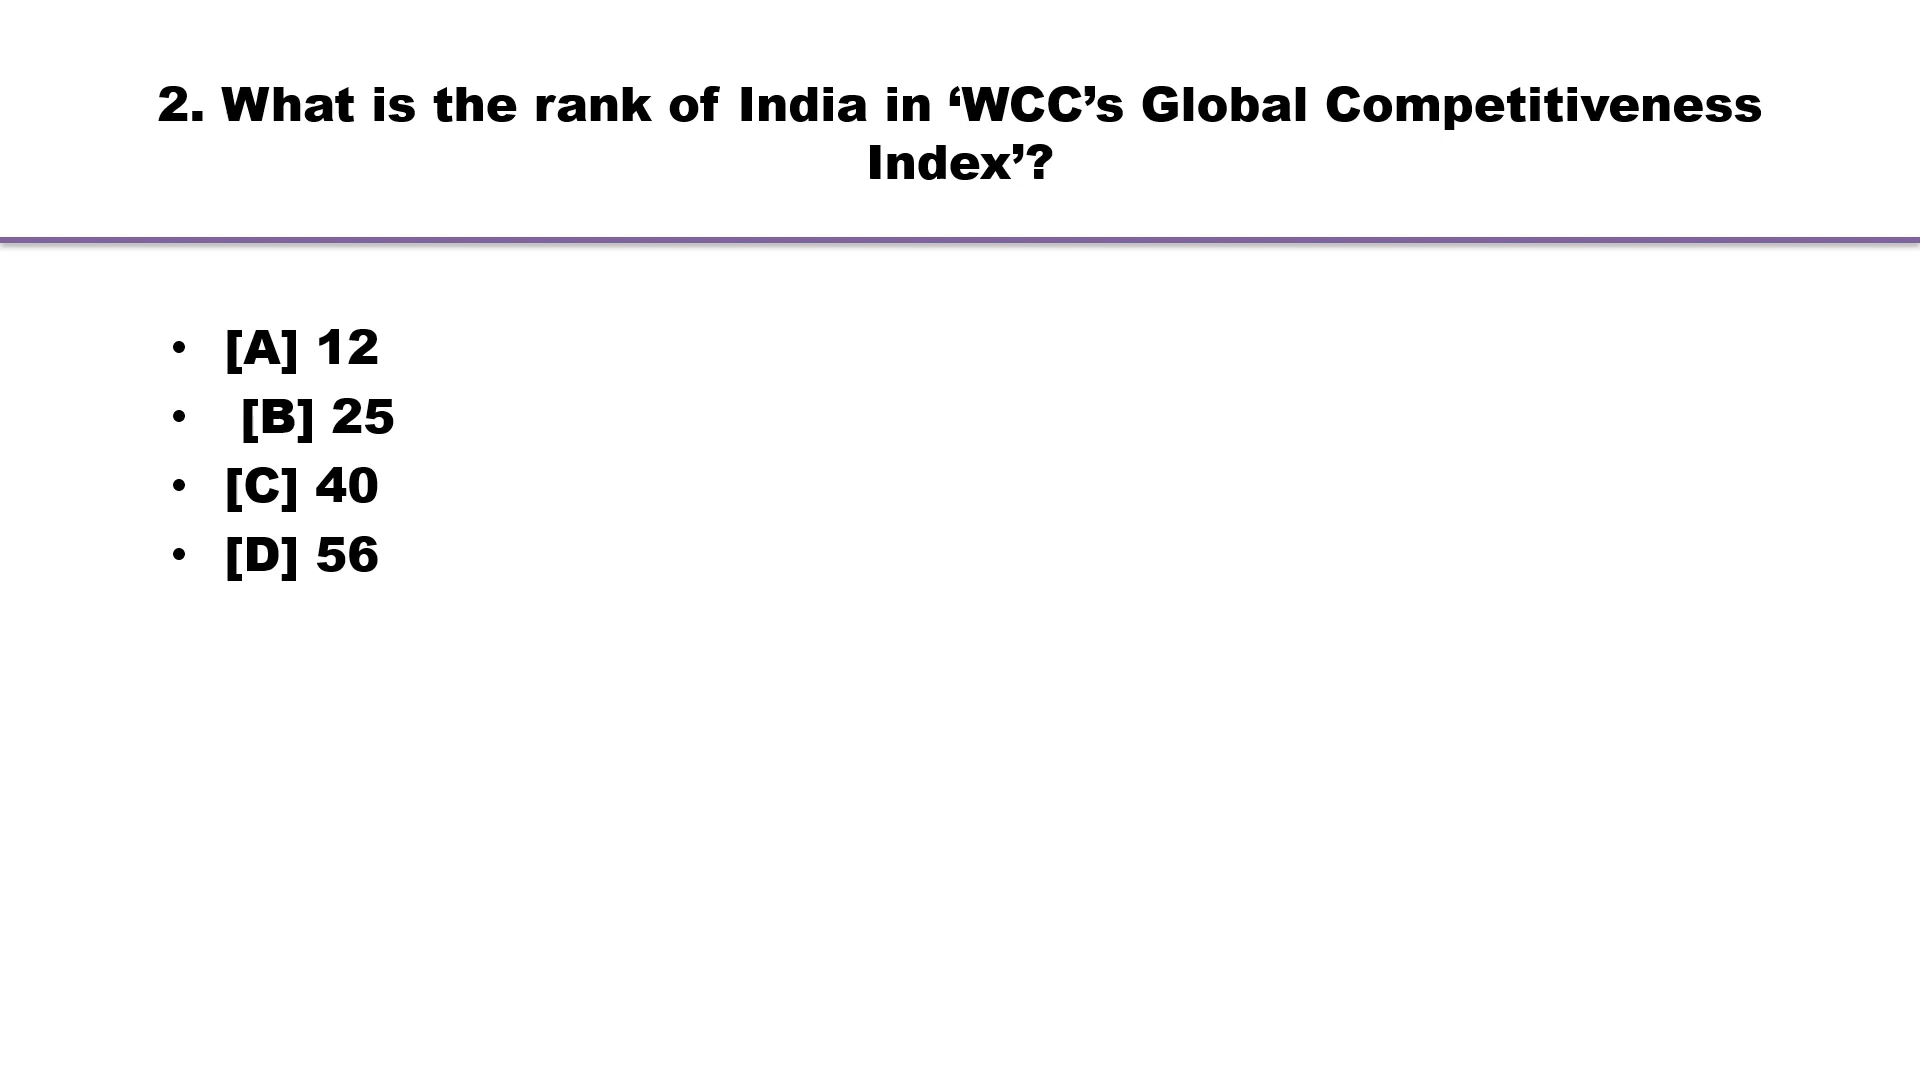 2. What is the rank of India in ‘WCC’s Global Competitiveness
Index’?
• [A] 12
• [B] 25
• [C] 40
• [D] 56